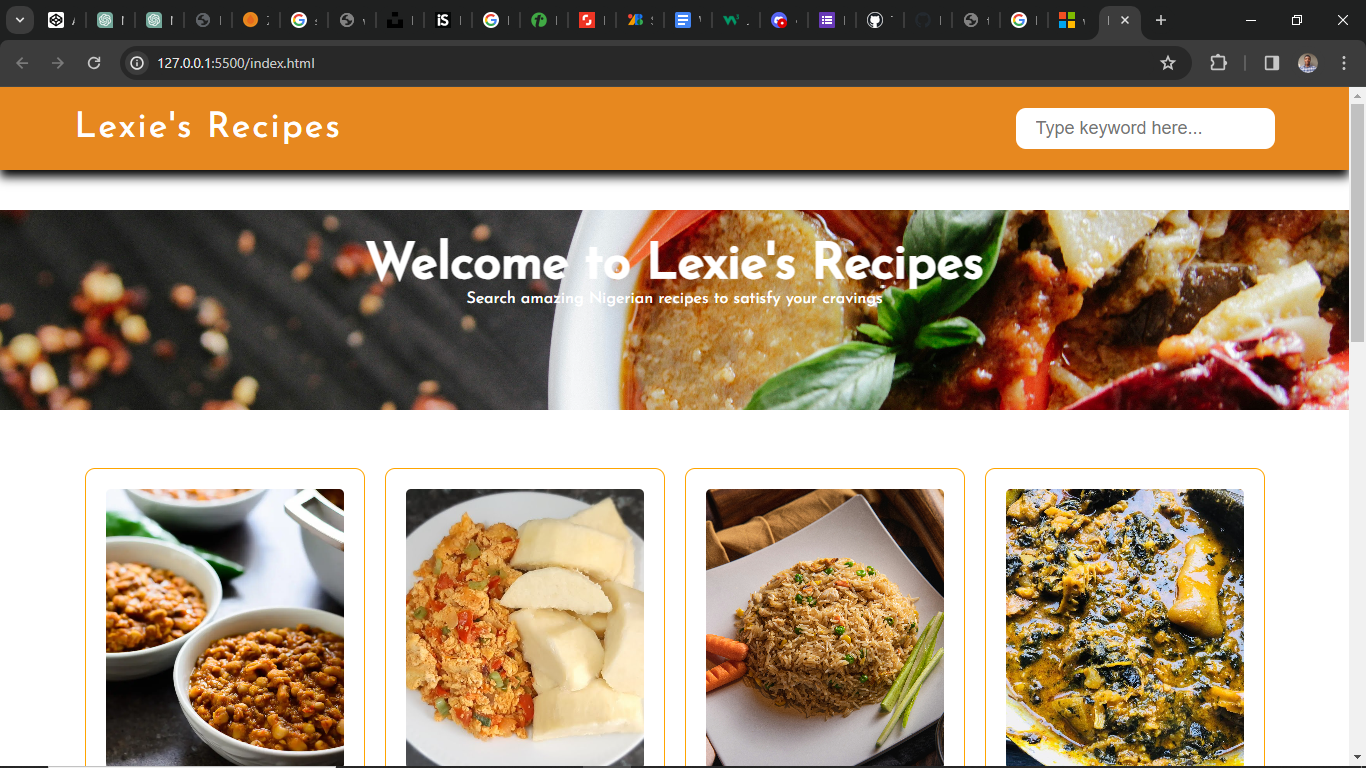 127.0.0.1:5500/index.html
Lexie's Recipes
Type keyword here...
Welcome to Lexie's Recipes
Search amazing Nigerian recipes to satisfy your cravings